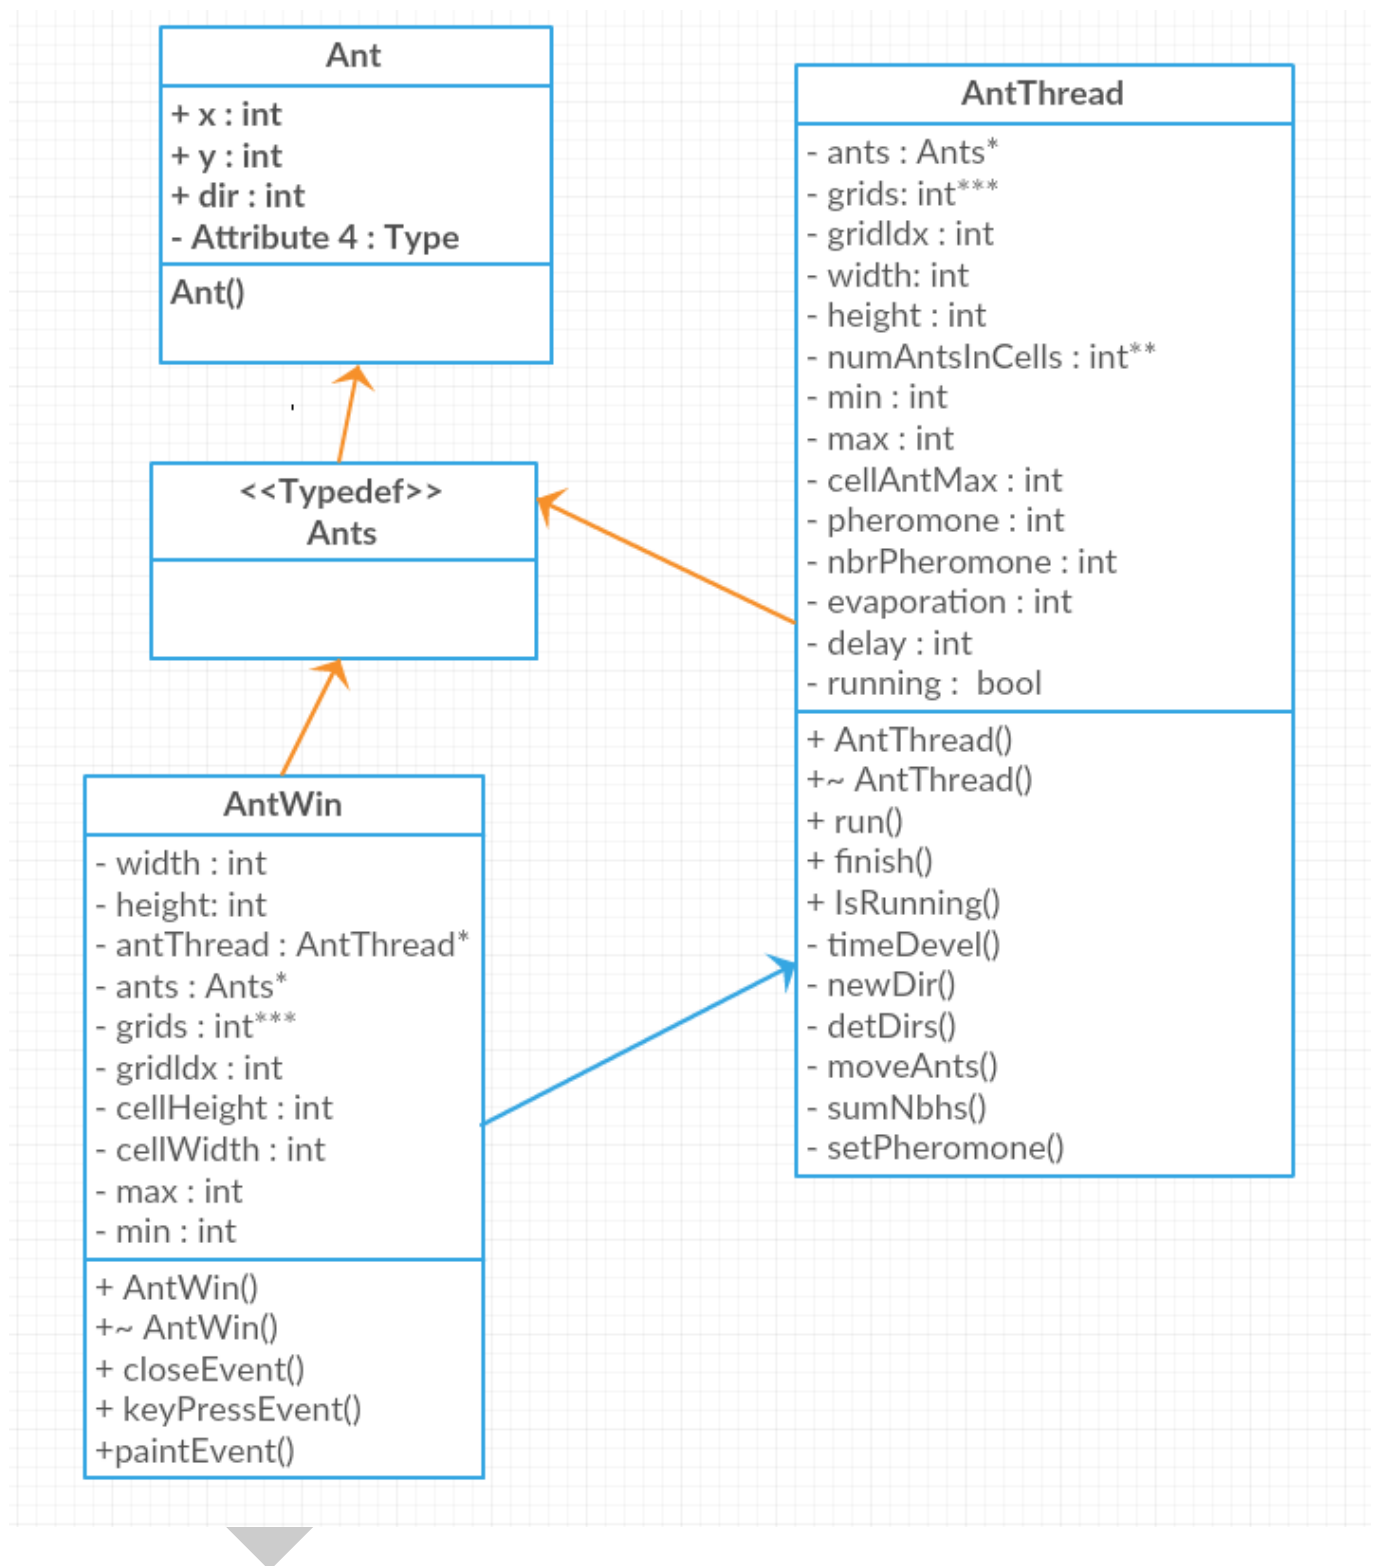 Ant
+ x : int
+ y : int
+ dir : int
- Attribute 4 : Type
Ant()
<<Typedef>>
Ants
AntWin
- width : int
- height: int
- antThread : AntThread*
- ants : Ants*
- grids : int***
- gridIdx : int
- cellHeight : int
- cellWidth : int
- max : int
- min : int
+ AntWin()
+~ AntWin()
+ closeEvent()
+ keyPressEvent()
+paintEvent()
AntThread
- ants : Ants*
- grids: int***
- gridIdx : int
- width: int
- height : int
- numAntsInCells : int**
- min : int
- max : int
- cellAntMax : int
- pheromone : int
- nbrPheromone : int
- evaporation : int
- delay : int
- running :  bool
+ AntThread()
+~ AntThread()
+ run()
+ finish()
+ IsRunning()
- timeDevel()
- newDir()
- detDirs()
- moveAnts()
- sumNbhs()
- setPheromone()